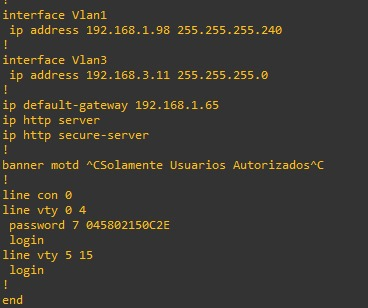 !
interface Vlan1
 ip address 192.168.1.98 255.255.255.240
!
interface Vlan3
 ip address 192.168.3.11 255.255.255.0
!
ip default-gateway 192.168.1.65
ip http server
ip http secure-server
!
banner motd ^CSolamente Usuarios Autorizados^C
!
line con 0
line vty 0 4
 password 7 045802150C2E
 login
line vty 5 15
 login
!
end